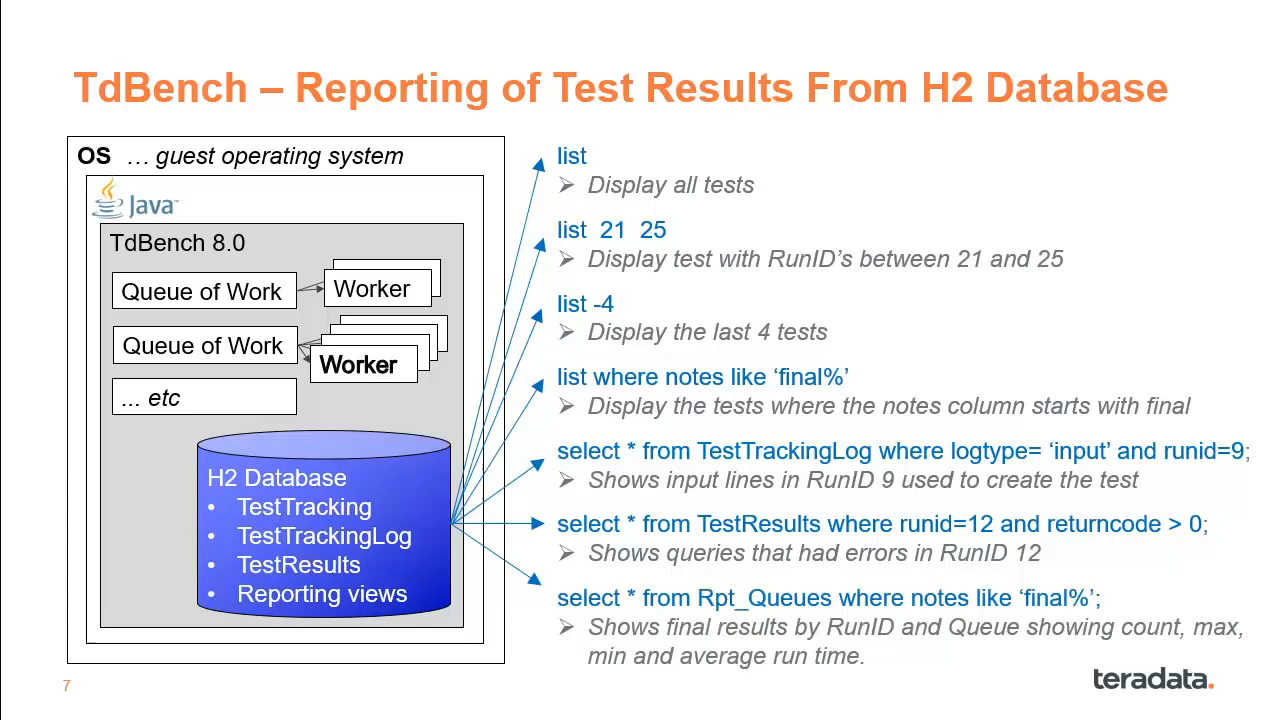 TdBench – Reporting of Test Results From H2 Database
OS … guest operating system
Java™
TdBench 8.0
Queue of Work
Worker
Queue of Work
Worker
... etc
H2 Database
• TestTracking
• TestTrackingLog
• TestResults
• Reporting views
list
➢ Display all tests
list 21 25
➢ Display test with RunID’s between 21 and 25
list -4
➢ Display the last 4 tests
list where notes like ‘final%’
➢ Display the tests where the notes column starts with final
select * from TestTrackingLog where logtype= ‘input’ and runid=9;
➢ Shows input lines in RunID 9 used to create the test
select * from TestResults where runid=12 and returncode > 0;
➢ Shows queries that had errors in RunID 12
select * from Rpt_Queues where notes like ‘final%’;
➢ Shows final results by RunID and Queue showing count, max,
min and average run time.
7
teradata.